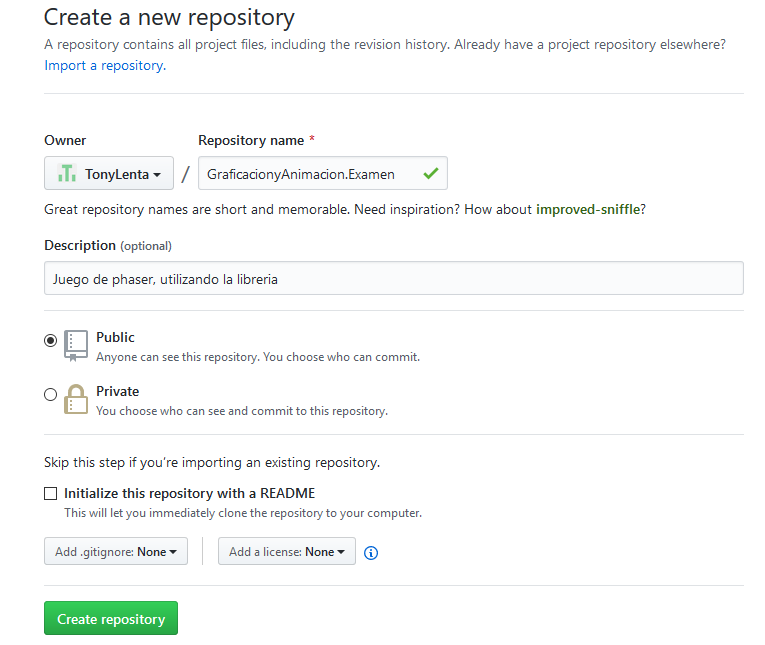 Create a new repository
A repository contains all project files, including the revision history. Already have a project repository elsewhere?
Import a repository.
Owner
Repository name *
TonyLenta
/
GraficacionyAnimacion.Examen
Great repository names are short and memorable. Need inspiration? How about improved-sniffle?
Description (optional)
Juego de phaser, utilizando la libreria
Public
Anyone can see this repository. You choose who can commit.
Private
You choose who can see and commit to this repository.
Skip this step if you're importing an existing repository.
Initialize this repository with a README
This will let you immediately clone the repository to your computer.
Add .gitignore: None
Add a license: None
Create repository